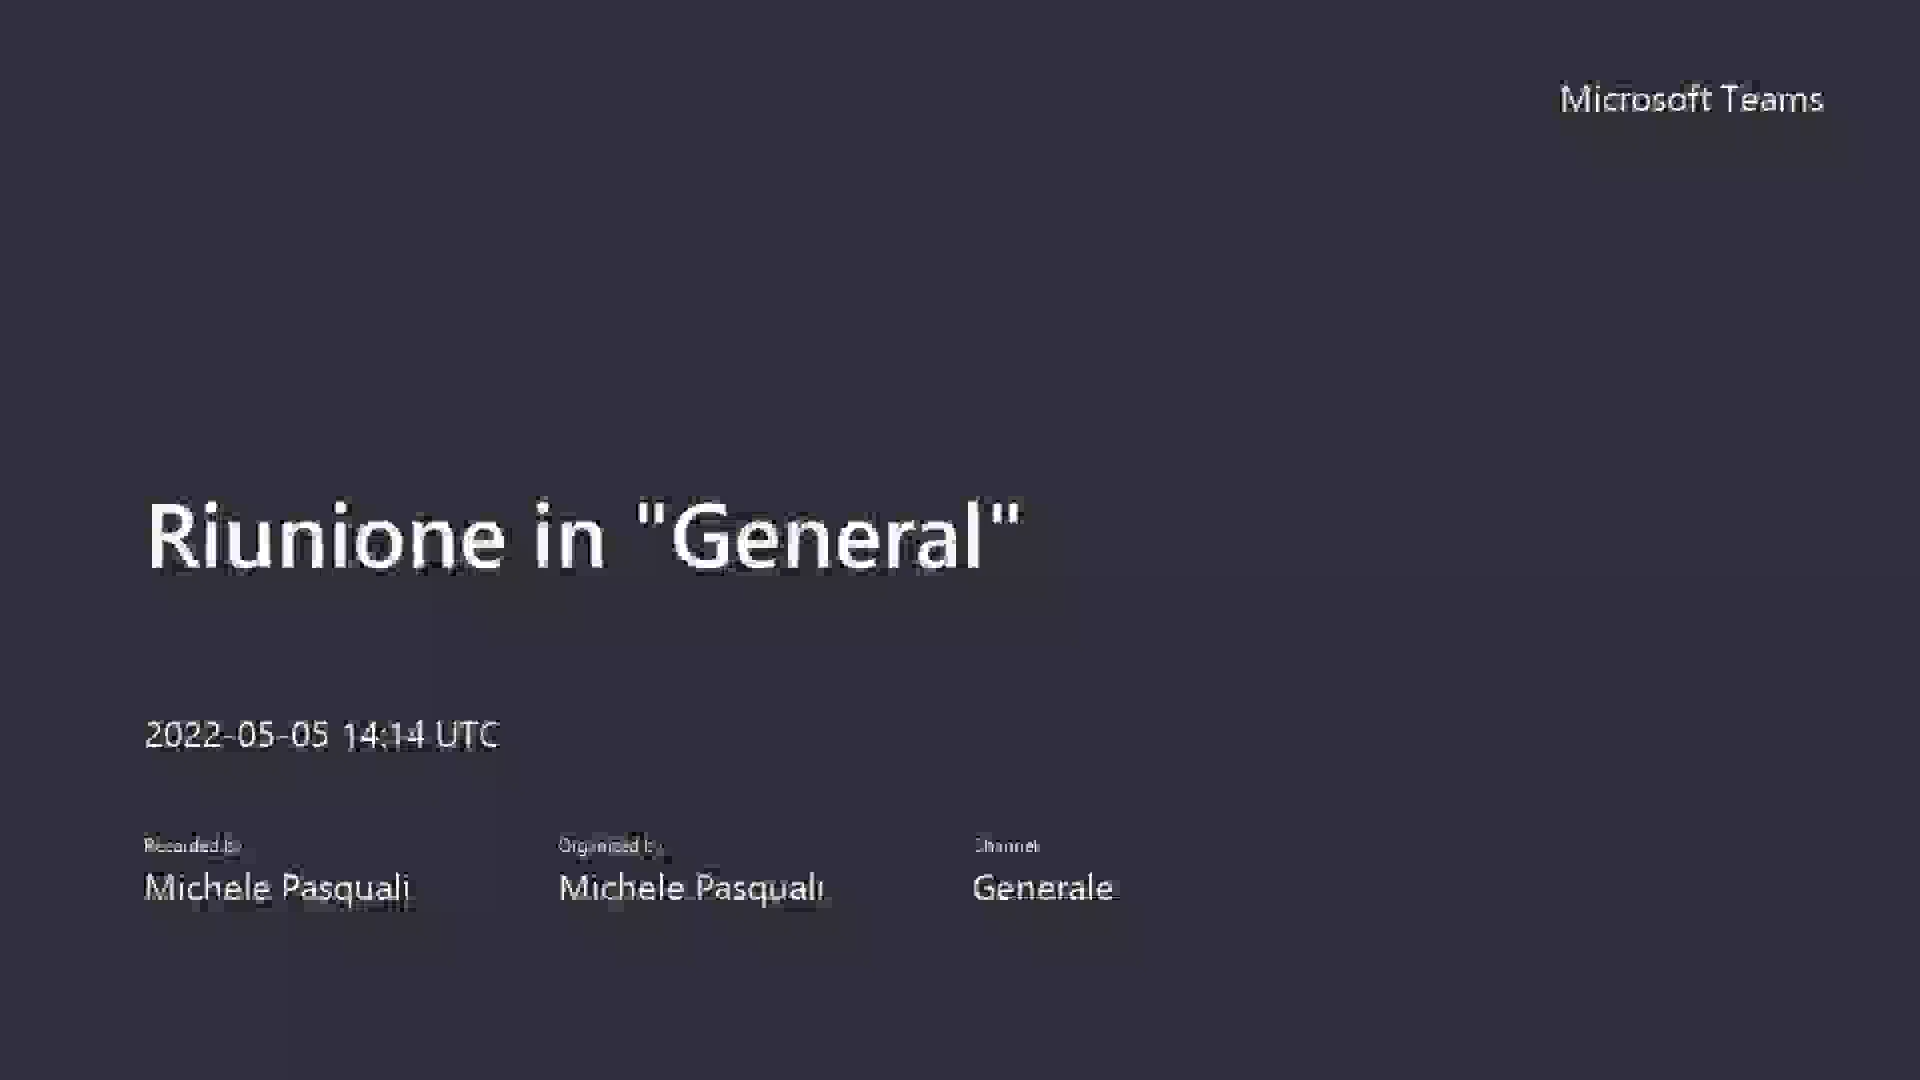 Microsoft Teams
Riunione in "General"
2022-05-05 14:14 UTC
Recorded by
Organized by
Channel
Michele Pasquali
Michele Pasquali
Generale